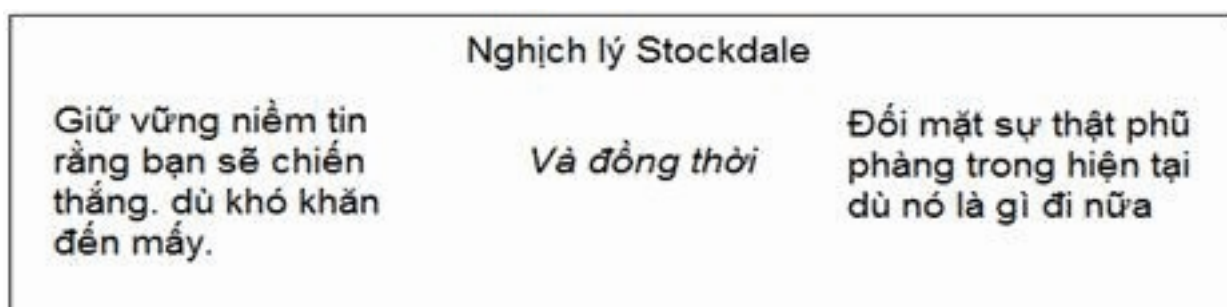 Nghịch lý Stockdale
Giữ vững niềm tin
rằng bạn sẽ chiến
thắng. dù khó khăn
đến mấy.
Và đồng thời
Đối mặt sự thật phũ
phàng trong hiện tại
dù nó là gì đi nữa